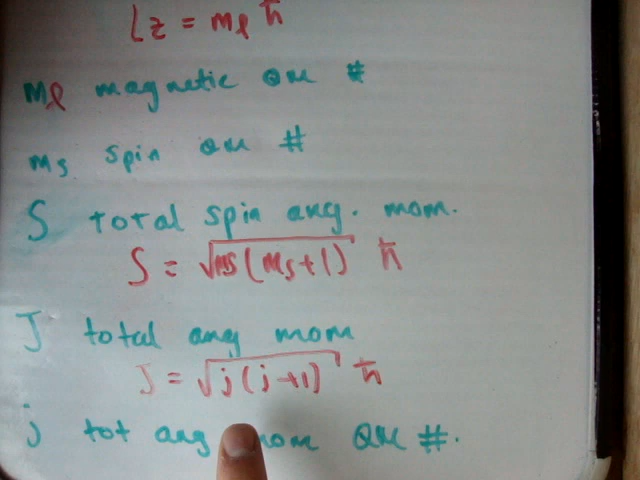 Lz = mℓ ħ
mℓ magnetic QM #
ms spin QM #
S total spin ang. mom.
S = √ms(ms+1) ħ
J total ang mom
J = √j(j+1) ħ
j tot ang mom QM #.